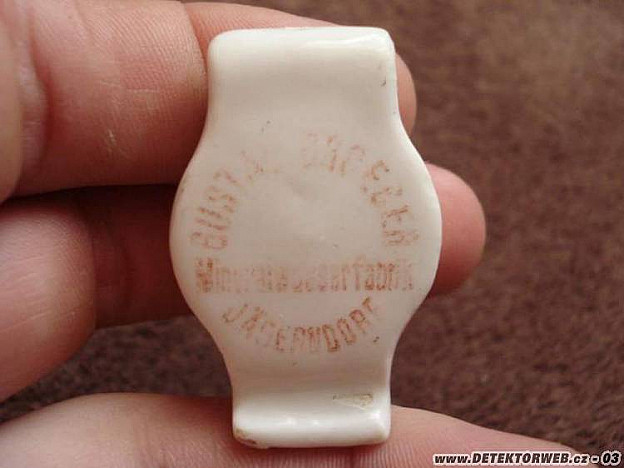 GUSTAV
Mineralwasserfabrik
JÄGERNDORF
www.DETEKTORWEB.cz - 03